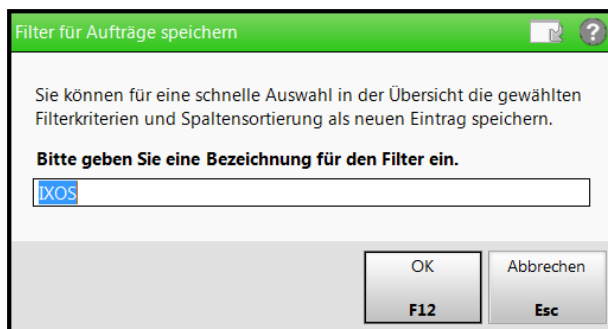 Filter für Aufträge speichern
?
Sie können für eine schnelle Auswahl in der Übersicht die gewählten
Filterkriterien und Spaltensortierung als neuen Eintrag speichern.
Bitte geben Sie eine Bezeichnung für den Filter ein.
IXOS
OK Abbrechen
F12 Esc